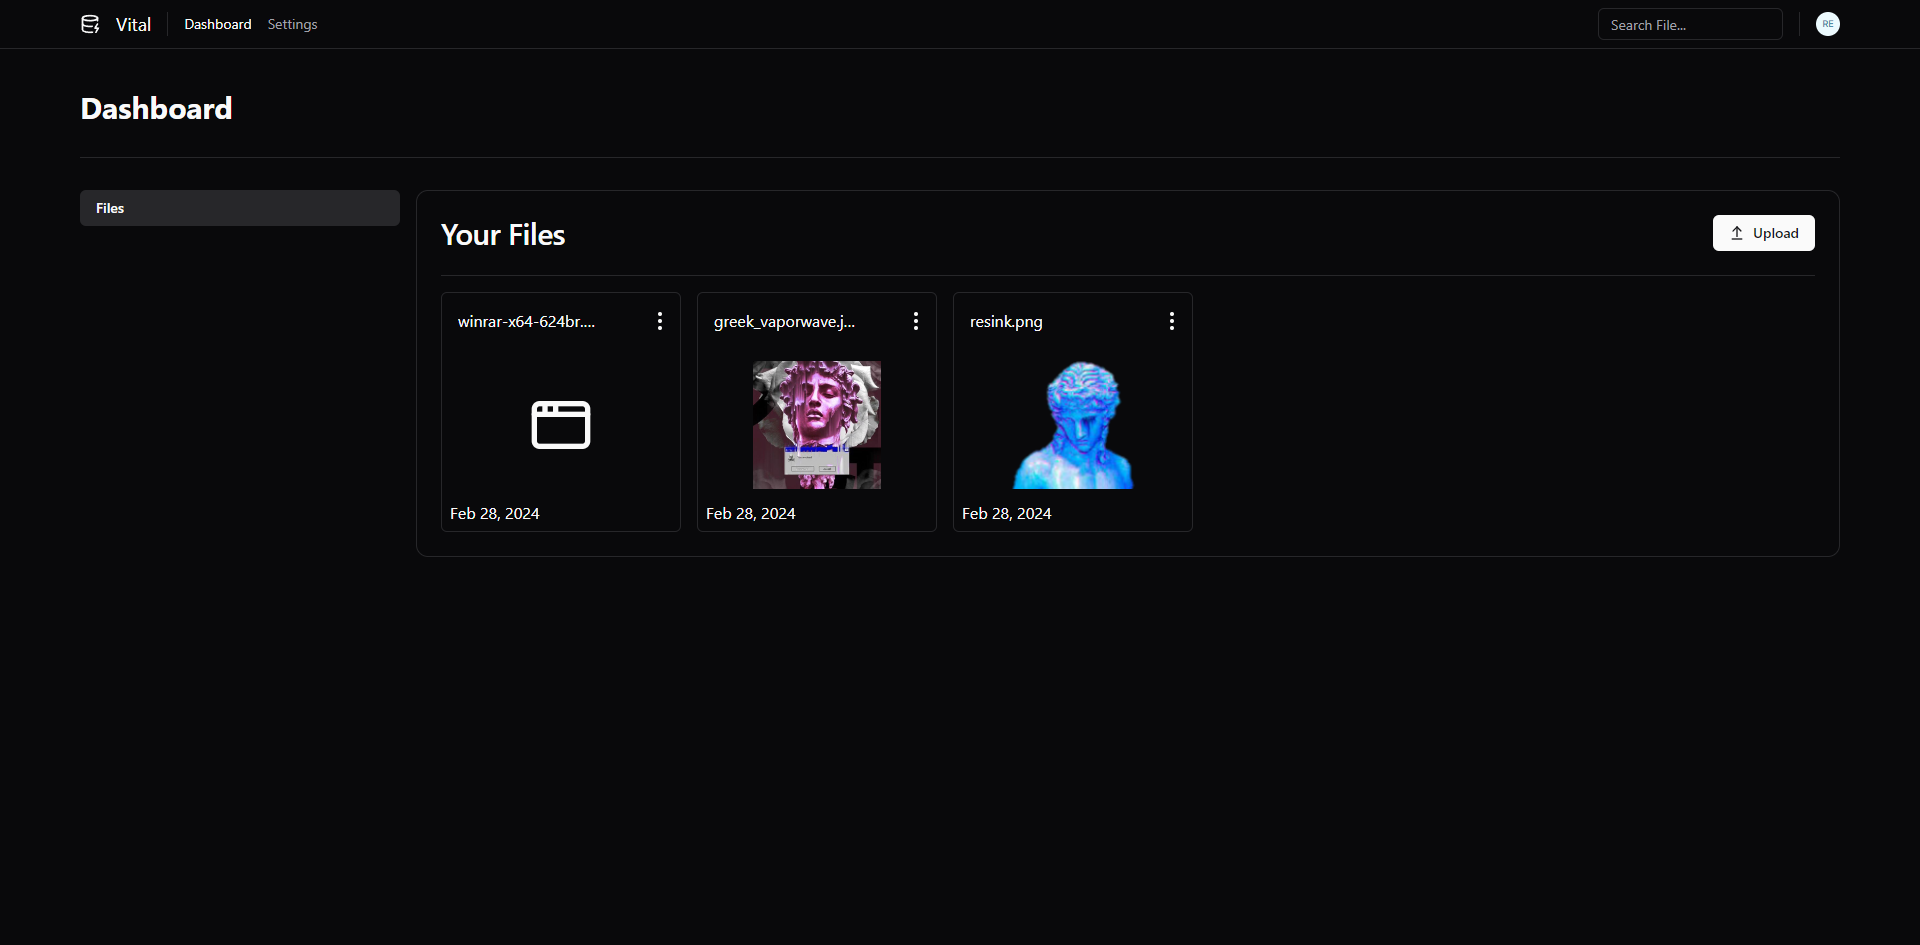 Vital
Dashboard
Settings
Search File...
RE
Dashboard
Files
Your Files
Upload
winrar-x64-624br....
greek_vaporwave.j...
resink.png
Feb 28, 2024
Feb 28, 2024
Feb 28, 2024